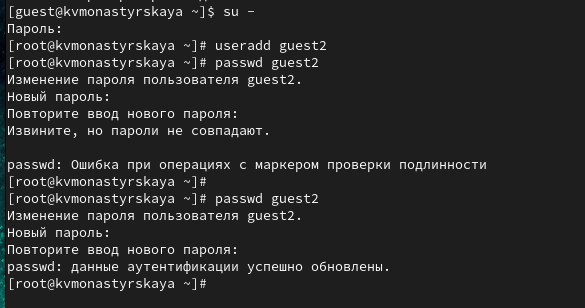 [guest@kvmonastyrskaya ~]$ su -
Пароль:
[root@kvmonastyrskaya ~]# useradd guest2
[root@kvmonastyrskaya ~]# passwd guest2
Изменение пароля пользователя guest2.
Новый пароль:
Повторите ввод нового пароля:
Извините, но пароли не совпадают.
passwd: Ошибка при операциях с маркером проверки подлинности
[root@kvmonastyrskaya ~]#
[root@kvmonastyrskaya ~]# passwd guest2
Изменение пароля пользователя guest2.
Новый пароль:
Повторите ввод нового пароля:
passwd: данные аутентификации успешно обновлены.
[root@kvmonastyrskaya ~]#